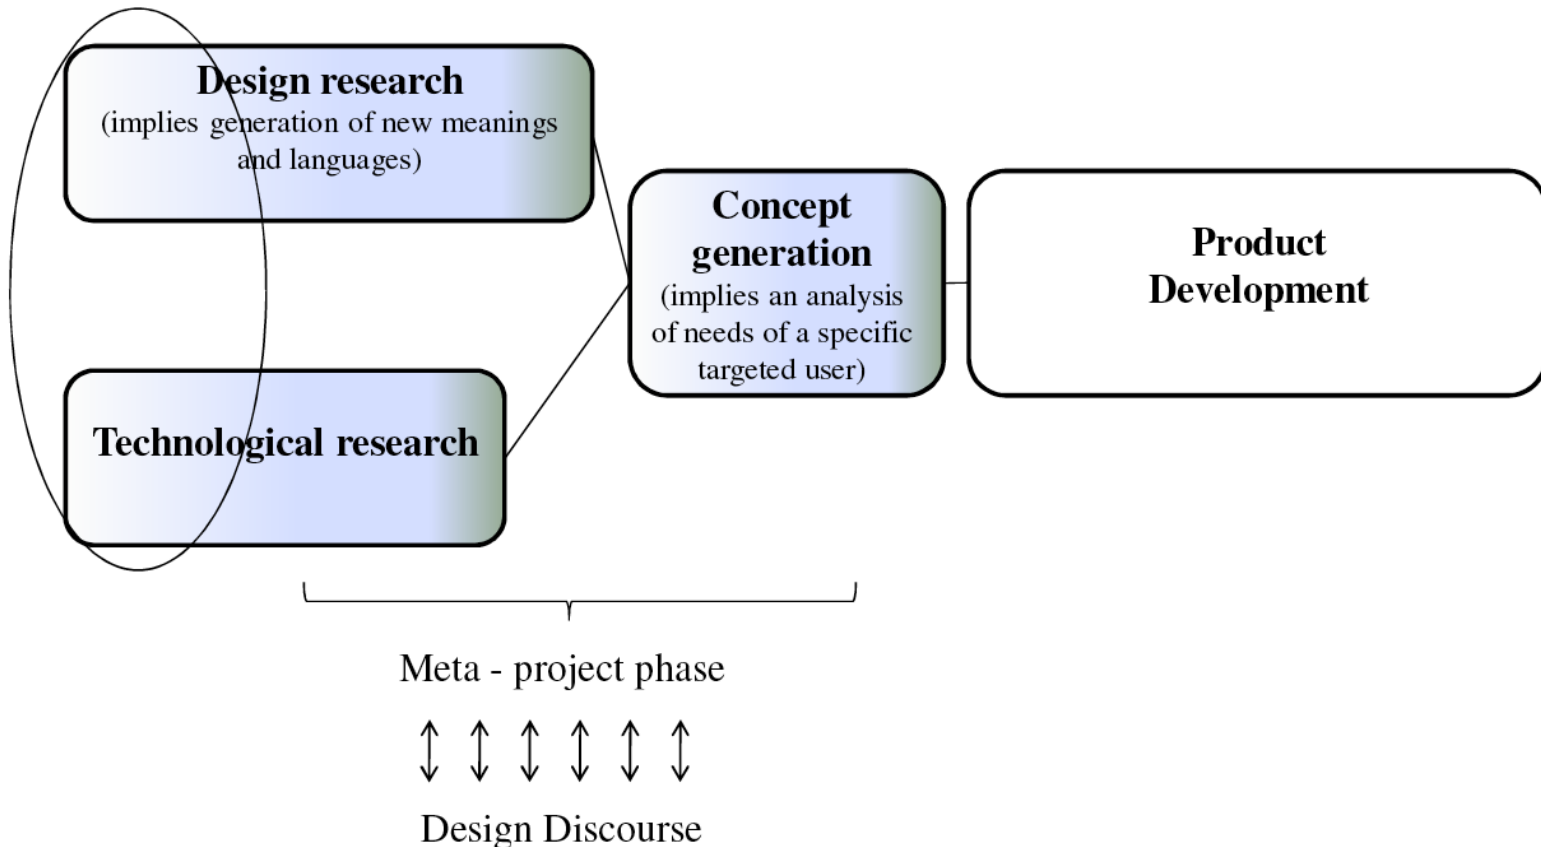 Design research
(implies generation of new meanings
and languages)
Technological research
Concept
generation
(implies an analysis
of needs of a specific
targeted user)
Product
Development
Meta - project phase
Design Discourse